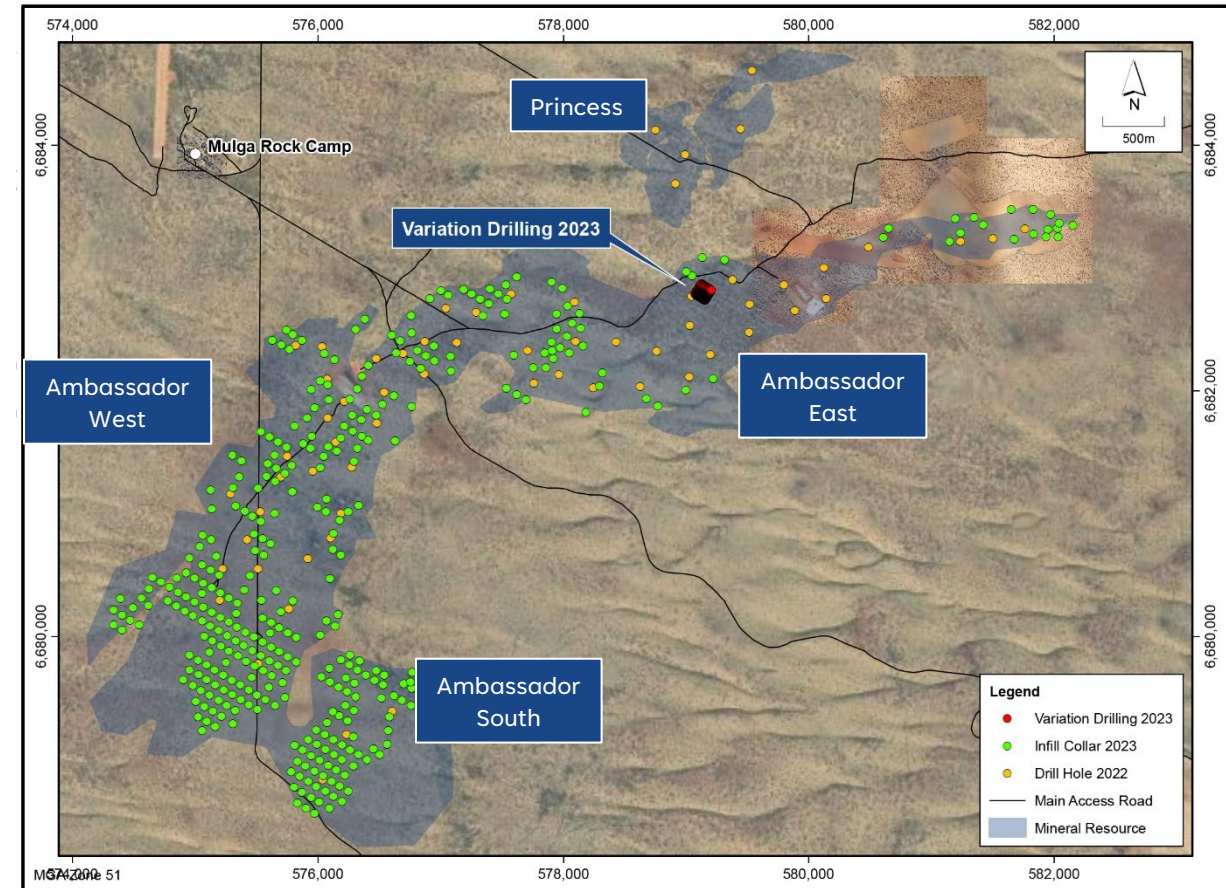 574,000
576,000
578,000
580,000
582,000
6,684,000
6,684,000
N
500m
Princess
Mulga Rock Camp
Variation Drilling 2023
6,682,000
6,682,000
Ambassador
West
Ambassador
East
6,680,000
6,680,000
Ambassador
South
Legend
Variation Drilling 2023
Infill Collar 2023
Drill Hole 2022
Main Access Road
Mineral Resource
MGA Zone 51
574,000
576,000
578,000
580,000
582,000